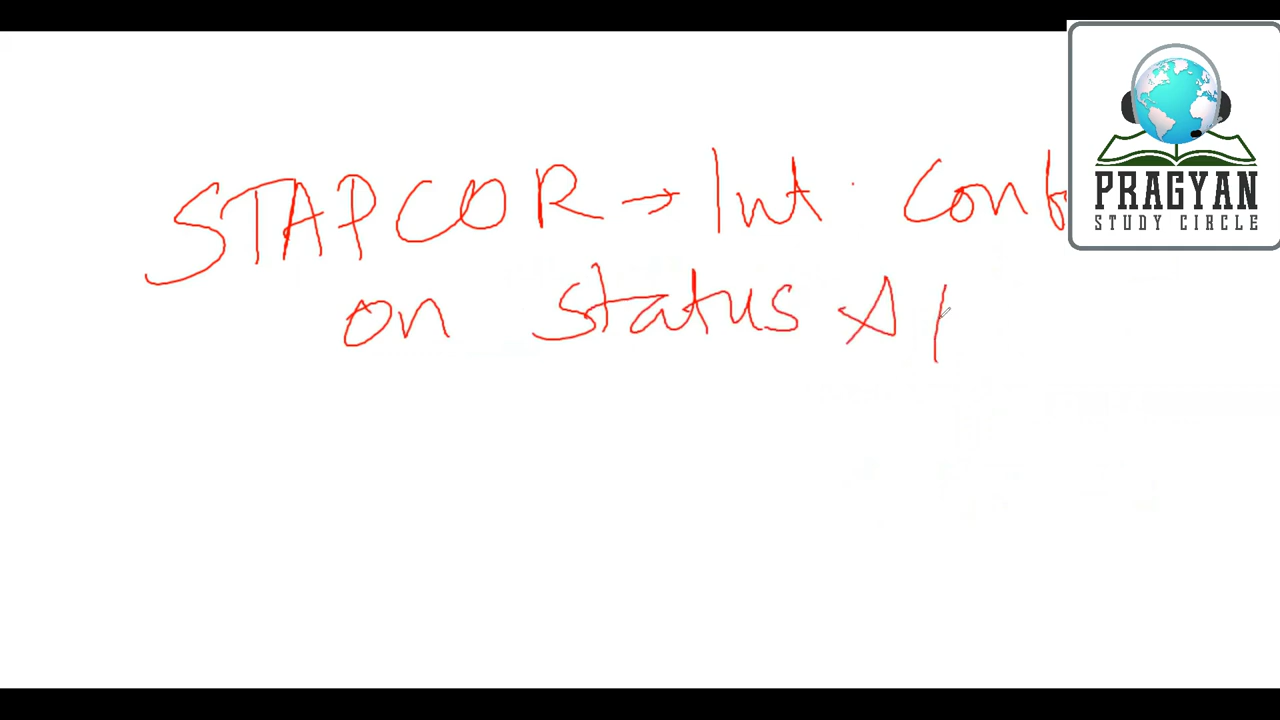 STAPCOR → Int. Conf
on status &
PRAGYAN
STUDY CIRCLE